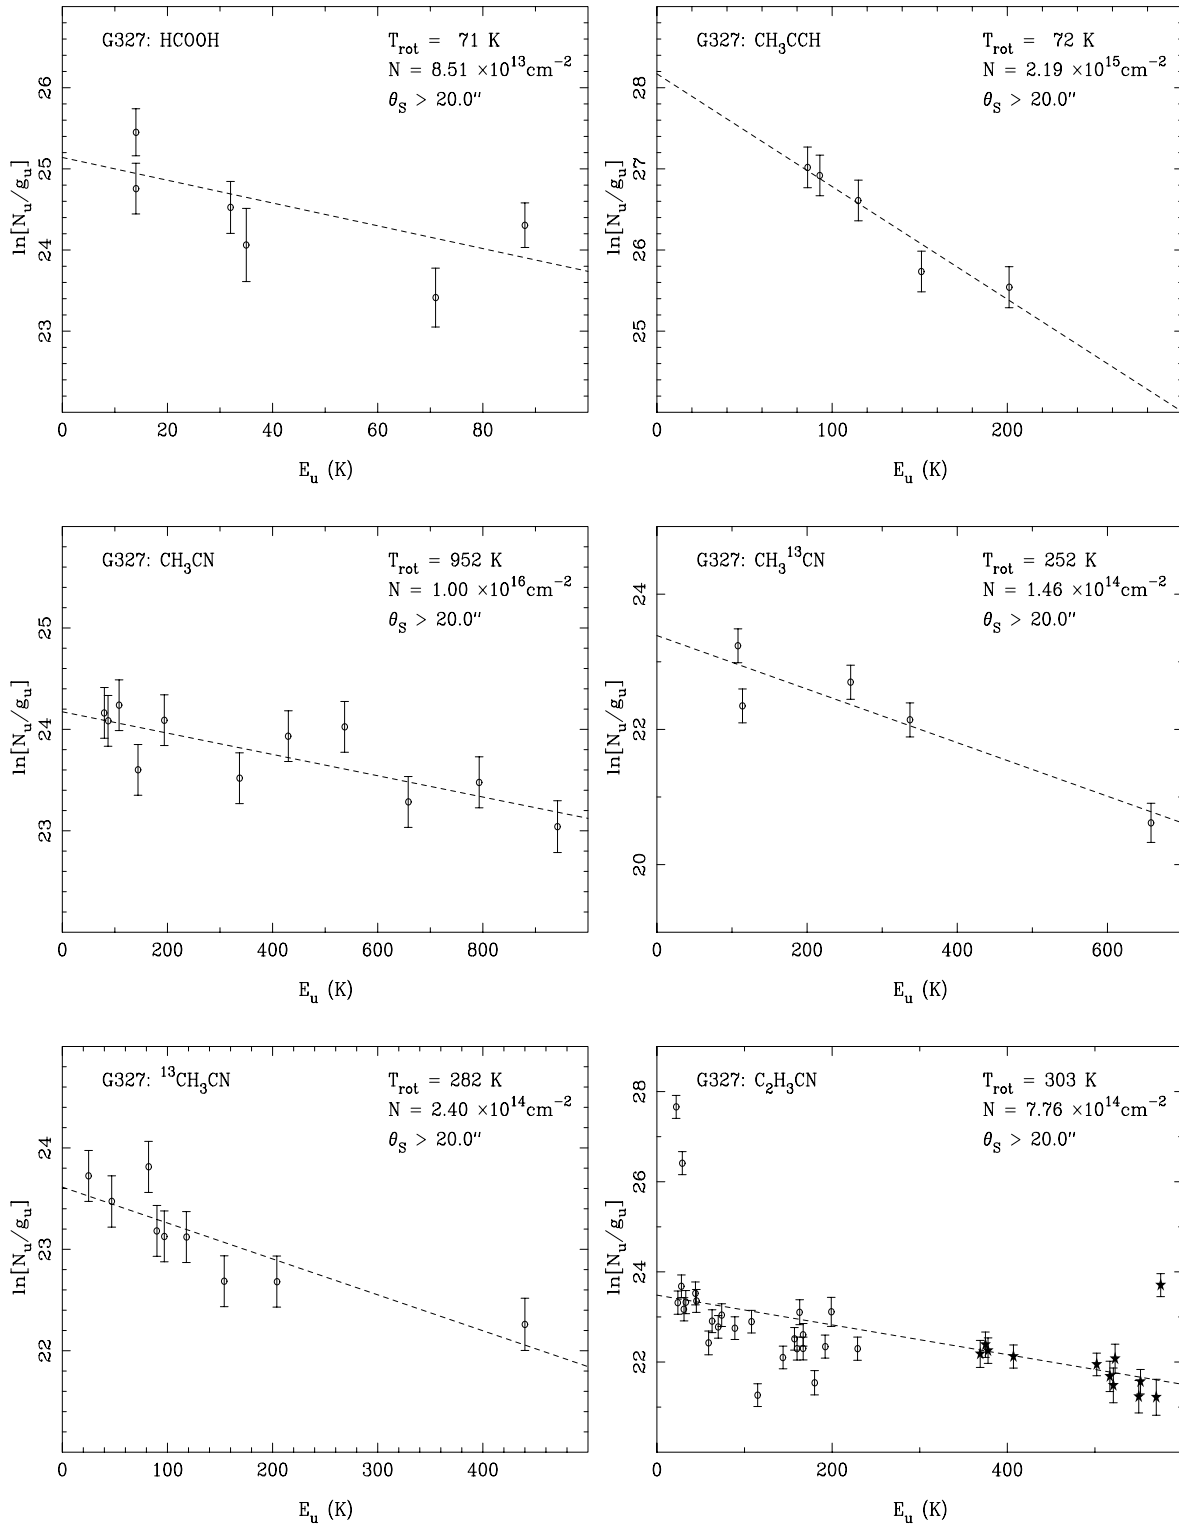 G327: HCOOH
T_rot = 71 K
N = 8.51 ×10^13 cm^-2
θ_S > 20.0″
ln[N_u/g_u]
26
25
24
23
0 20 40 60 80
E_u (K)
G327: CH_3CCH
T_rot = 72 K
N = 2.19 ×10^15 cm^-2
θ_S > 20.0″
ln[N_u/g_u]
28
27
26
25
0 100 200
E_u (K)
G327: CH_3CN
T_rot = 952 K
N = 1.00 ×10^16 cm^-2
θ_S > 20.0″
ln[N_u/g_u]
25
24
23
0 200 400 600 800
E_u (K)
G327: CH_3^13CN
T_rot = 252 K
N = 1.46 ×10^14 cm^-2
θ_S > 20.0″
ln[N_u/g_u]
24
22
20
0 200 400 600
E_u (K)
G327: ^13CH_3CN
T_rot = 282 K
N = 2.40 ×10^14 cm^-2
θ_S > 20.0″
ln[N_u/g_u]
24
23
22
0 100 200 300 400
E_u (K)
G327: C_2H_3CN
T_rot = 303 K
N = 7.76 ×10^14 cm^-2
θ_S > 20.0″
ln[N_u/g_u]
28
26
24
22
0 200 400
E_u (K)